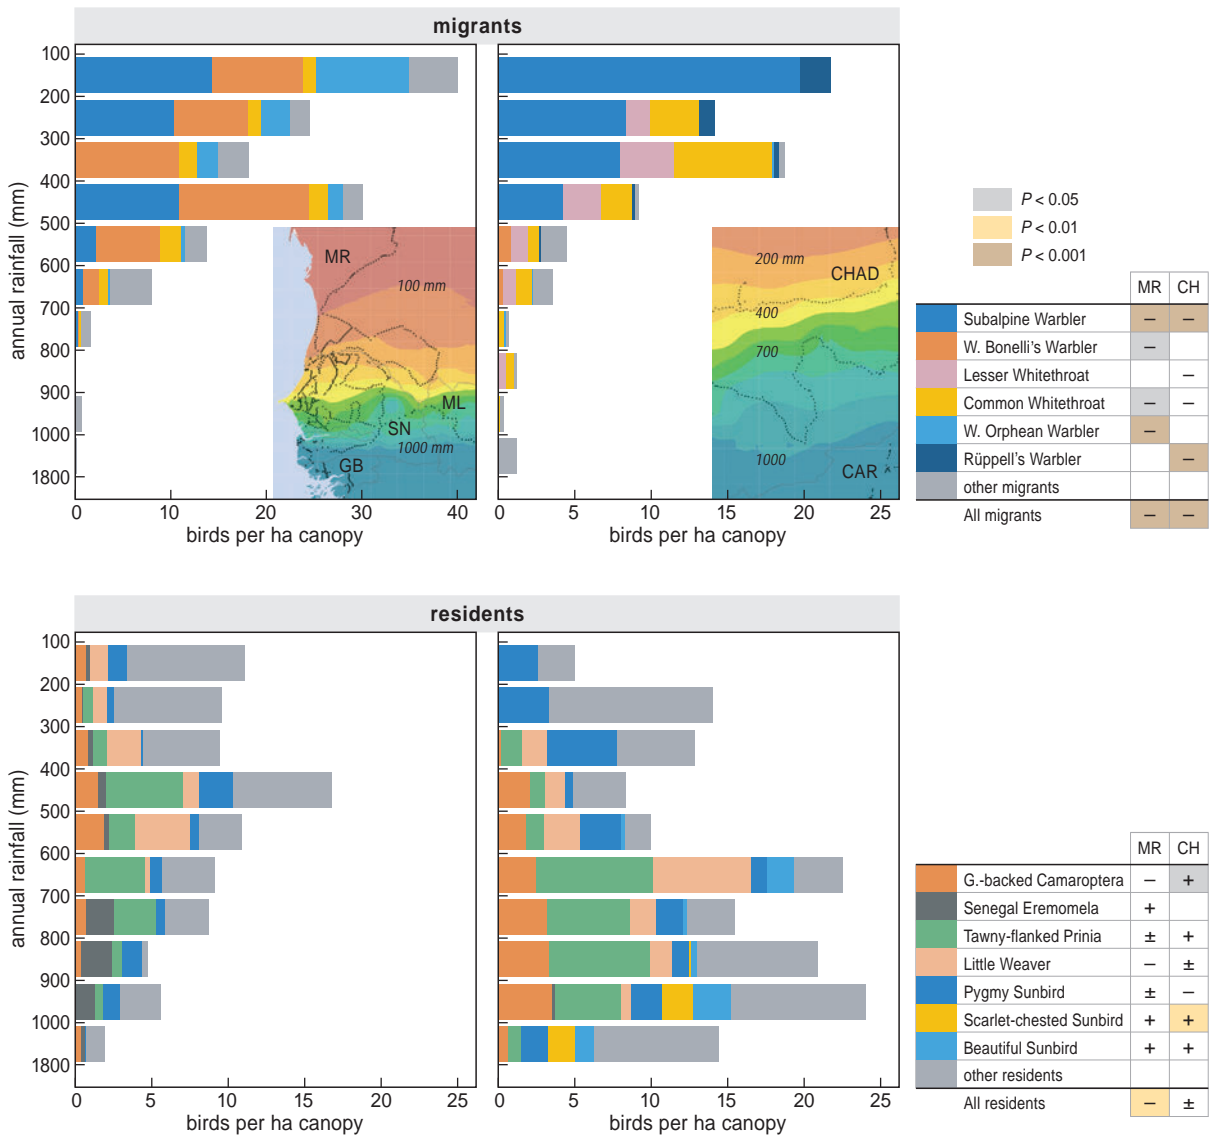 migrants
annual rainfall (mm)
100
200
300
400
500
600
700
800
900
1000
1800
0
10
20
30
40
birds per ha canopy
MR
100 mm
ML
SN
1000 mm
GB
0
5
10
15
20
25
birds per ha canopy
200 mm
CHAD
400
700
1000
CAR
P < 0.05
P < 0.01
P < 0.001
MR CH
Subalpine Warbler – –
W. Bonelli's Warbler –
Lesser Whitethroat –
Common Whitethroat – –
W. Orphean Warbler –
Rüppell's Warbler –
other migrants
All migrants – –
residents
annual rainfall (mm)
100
200
300
400
500
600
700
800
900
1000
1800
0
5
10
15
20
25
birds per ha canopy
0
5
10
15
20
25
birds per ha canopy
MR CH
G.-backed Camaroptera – +
Senegal Eremomela +
Tawny-flanked Prinia ± +
Little Weaver – ±
Pygmy Sunbird ± –
Scarlet-chested Sunbird + +
Beautiful Sunbird + +
other residents
All residents – ±